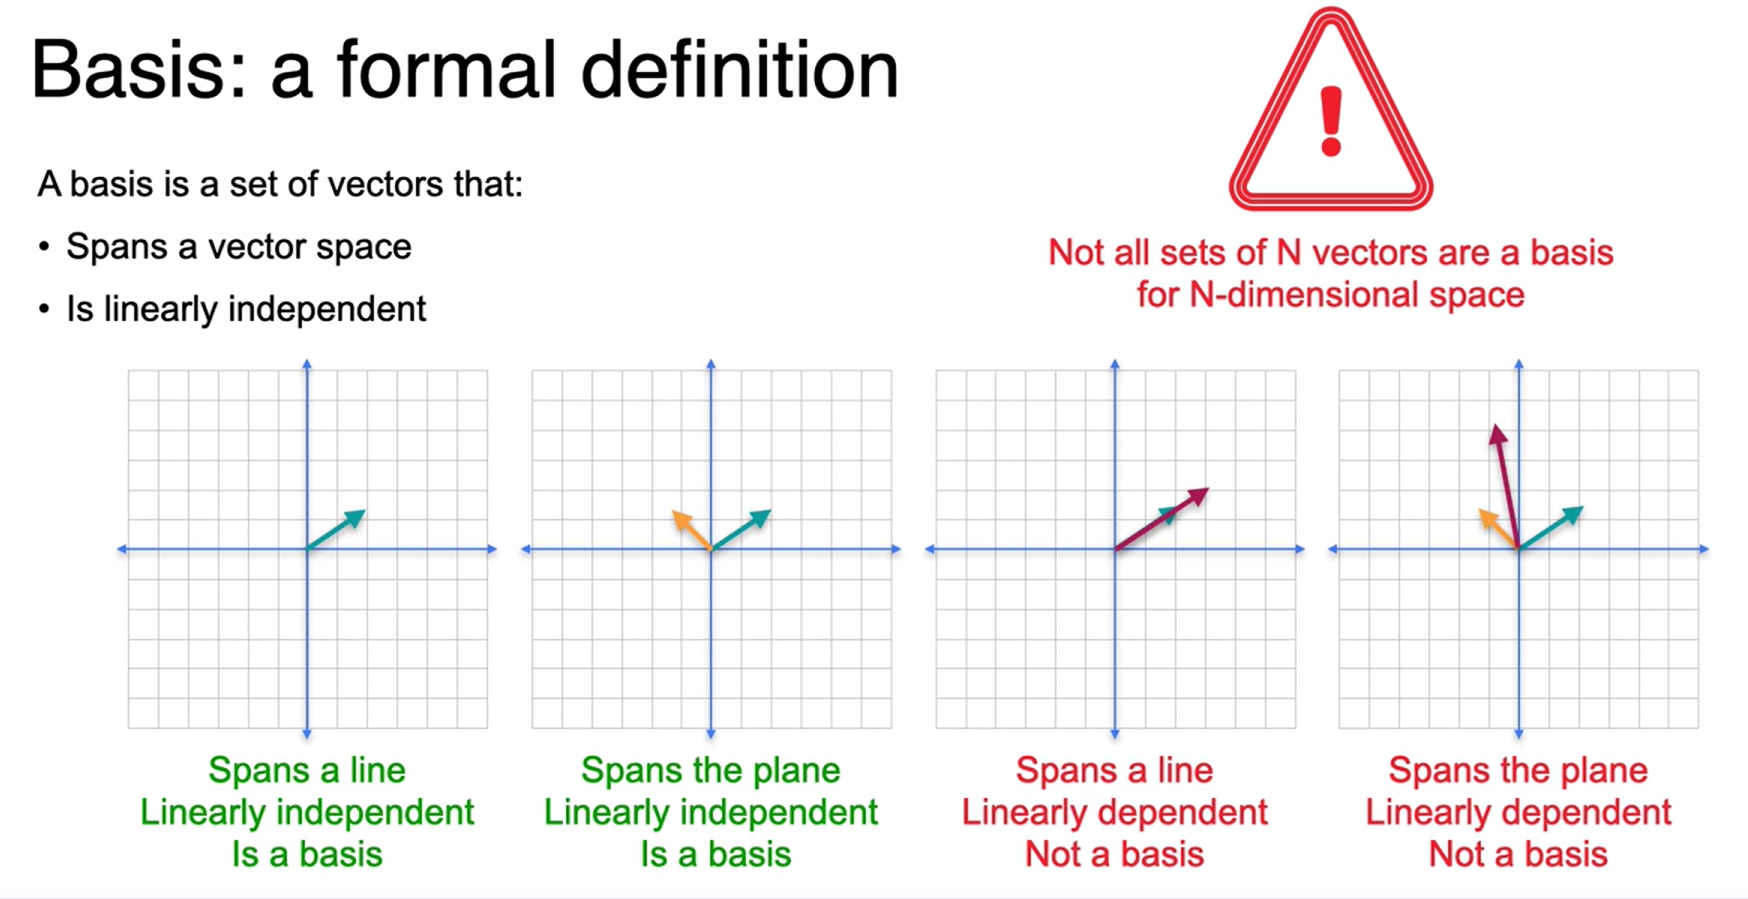 Basis: a formal definition
A basis is a set of vectors that:
• Spans a vector space
• Is linearly independent
!
Not all sets of N vectors are a basis
for N-dimensional space
Spans a line
Linearly independent
Is a basis
Spans the plane
Linearly independent
Is a basis
Spans a line
Linearly dependent
Not a basis
Spans the plane
Linearly dependent
Not a basis